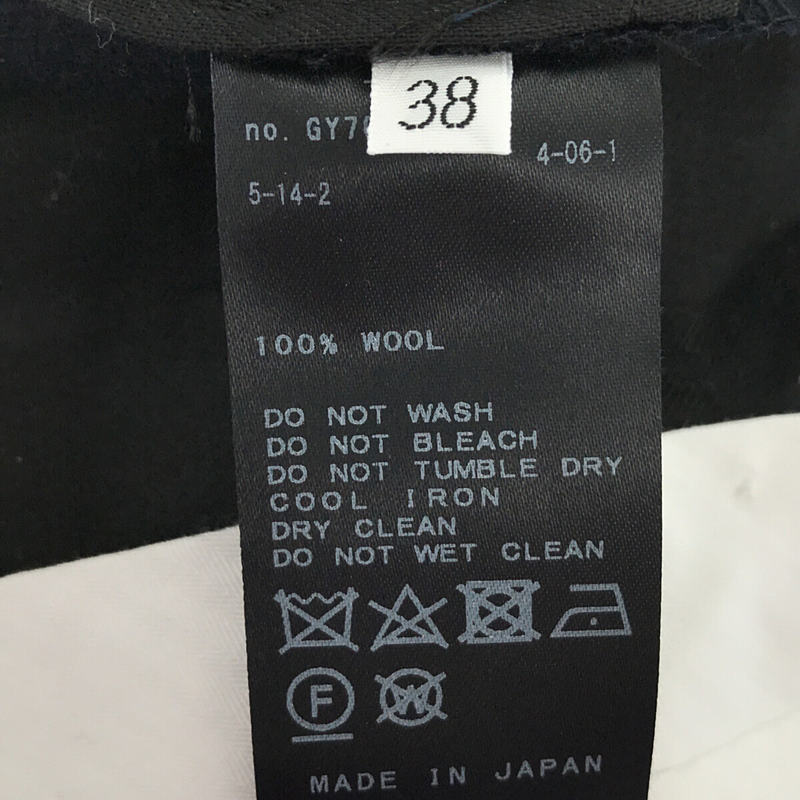 38
no. GY7
4-06-1
5-14-2
100% WOOL
DO NOT WASH
DO NOT BLEACH
DO NOT TUMBLE DRY
COOL IRON
DRY CLEAN
DO NOT WET CLEAN
F W
MADE IN JAPAN